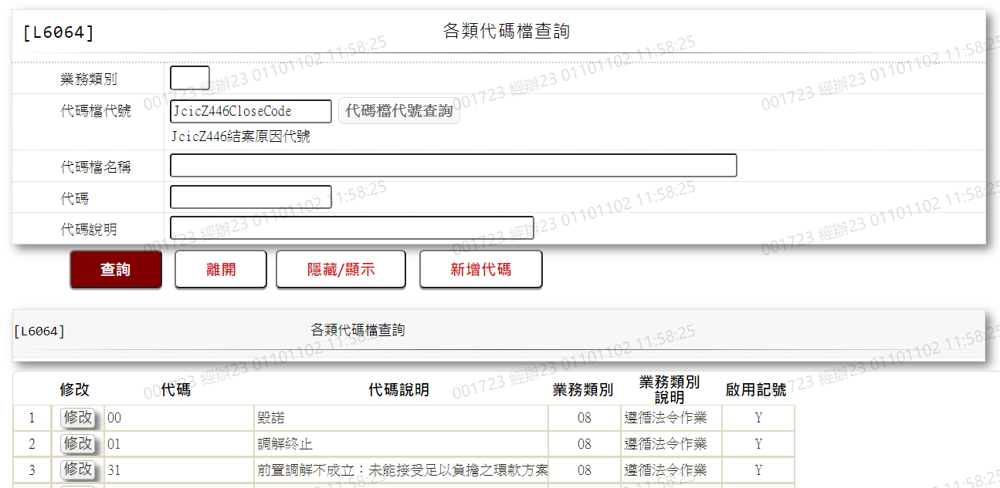 [L6064] 各類代碼檔查詢
業務類別
代碼檔代號 JcicZ446CloseCode 代碼檔代號查詢
JcicZ446結案原因代號
代碼檔名稱
代碼
代碼說明
查詢 離開 隱藏/顯示 新增代碼
[L6064] 各類代碼檔查詢
修改 代碼 代碼說明 業務類別 業務類別說明 啟用記號
1 修改 00 毀諾 08 遵循法令作業 Y
2 修改 01 調解終止 08 遵循法令作業 Y
3 修改 31 前置調解不成立：未能接受足以負擔之還款方案 08 遵循法令作業 Y
001723 經辦23 01101102 11:58:25